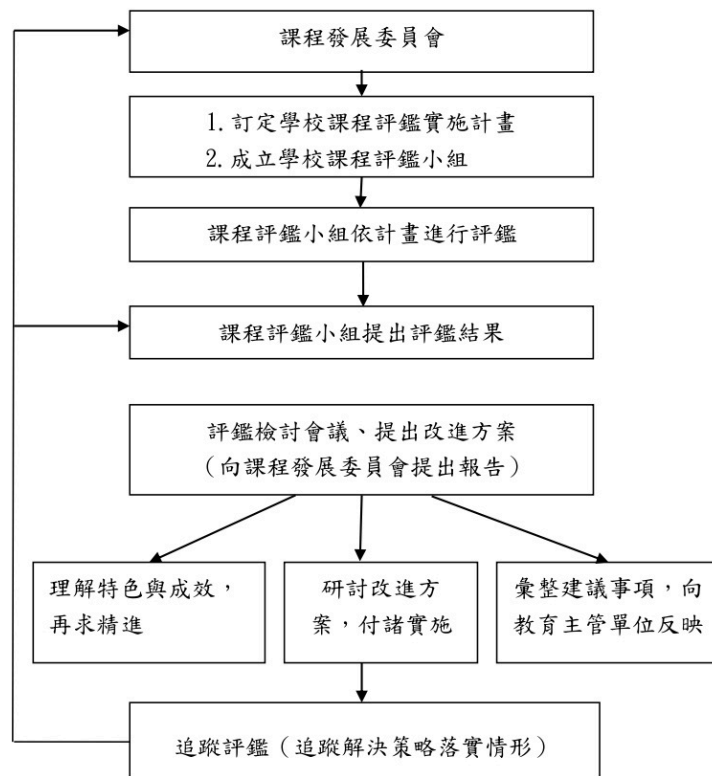 課程發展委員會
1.訂定學校課程評鑑實施計畫
2.成立學校課程評鑑小組
課程評鑑小組依計畫進行評鑑
課程評鑑小組提出評鑑結果
評鑑檢討會議、提出改進方案
（向課程發展委員會提出報告）
理解特色與成效，
再求精進
研討改進方
案，付諸實施
彙整建議事項，向
教育主管單位反映
追蹤評鑑（追蹤解決策略落實情形）